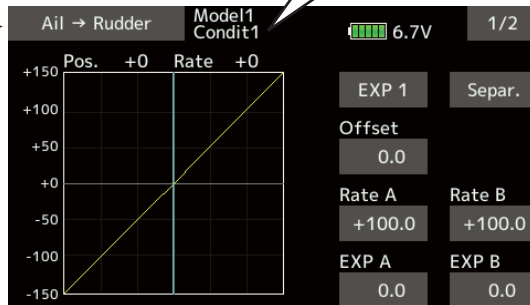 Ail → Rudder
Model1
Condit1
6.7V
1/2
Pos. +0 Rate +0
+150
+100
+50
+0
-50
-100
-150
EXP 1
Separ.
Offset
0.0
Rate A
Rate B
+100.0
+100.0
EXP A
EXP B
0.0
0.0